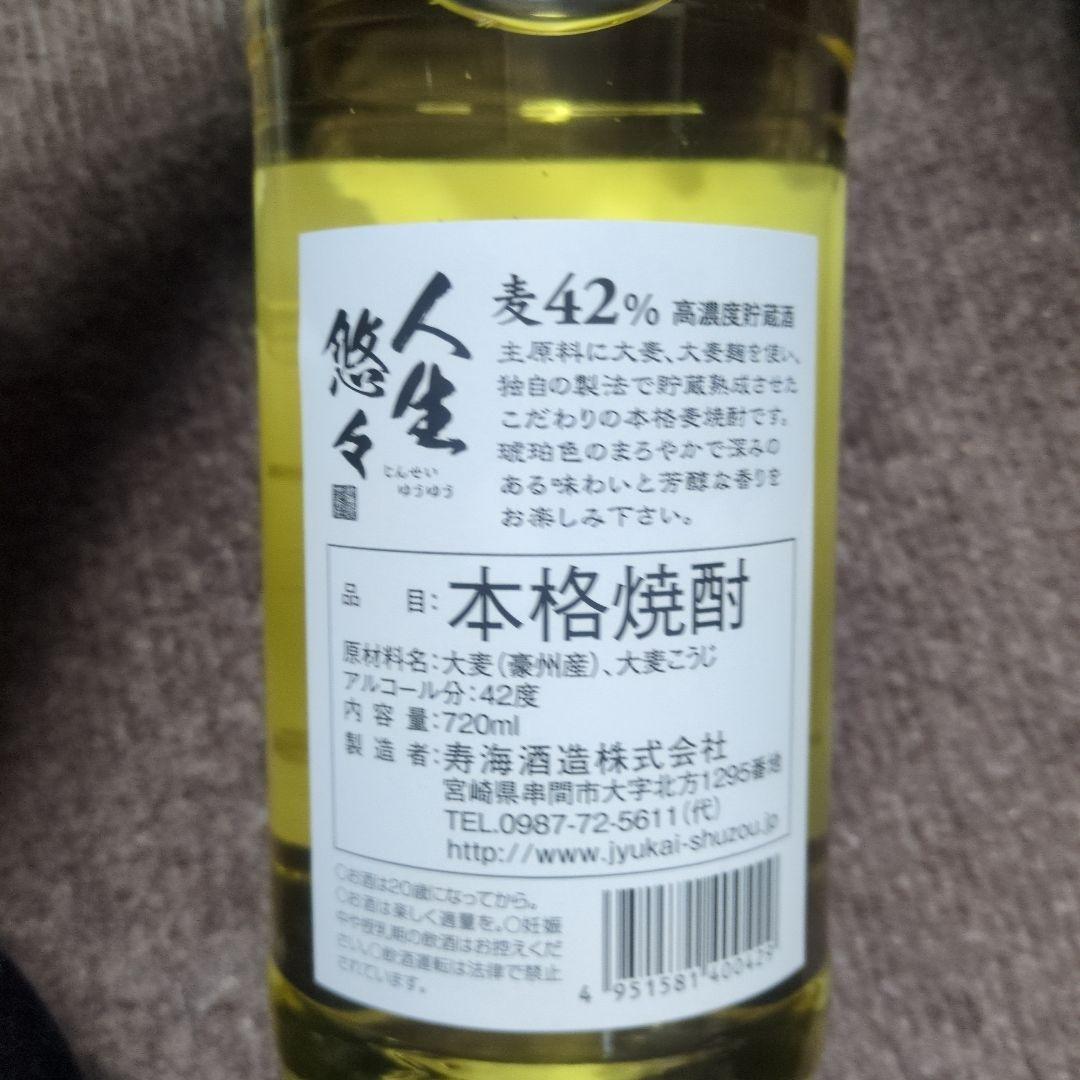 人生
悠々
じんせい
ゆうゆう
麦42% 高濃度貯蔵酒
主原料に大麦、大麦麹を使い、
独自の製法で貯蔵熟成させた
こだわりの本格麦焼酎です。
琥珀色のまろやかで深みの
ある味わいと芳醇な香りを
お楽しみ下さい。
品目:本格焼酎
原材料名:大麦(豪州産)、大麦こうじ
アルコール分:42度
内容量:720ml
製造者:寿海酒造株式会社
宮崎県串間市大字北方1295番地
TEL.0987-72-5611(代)
http://www.jyukai-shuzou.jp
○お酒は20歳になってから。
○お酒は楽しく適量を。○妊娠
中や授乳期の飲酒はお控えくだ
さい。○飲酒運転は法律で禁止
されています。
4 951581 400425